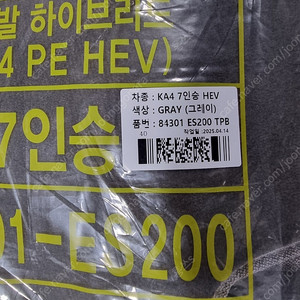 발 하이브리드
4 PE HEV)
차종 : KA4 7인승 HEV
색상 : GRAY (그레이)
품번 : 84301 ES200 TPB
40 작업일 : 2025.04.14
7인승
01-ES200